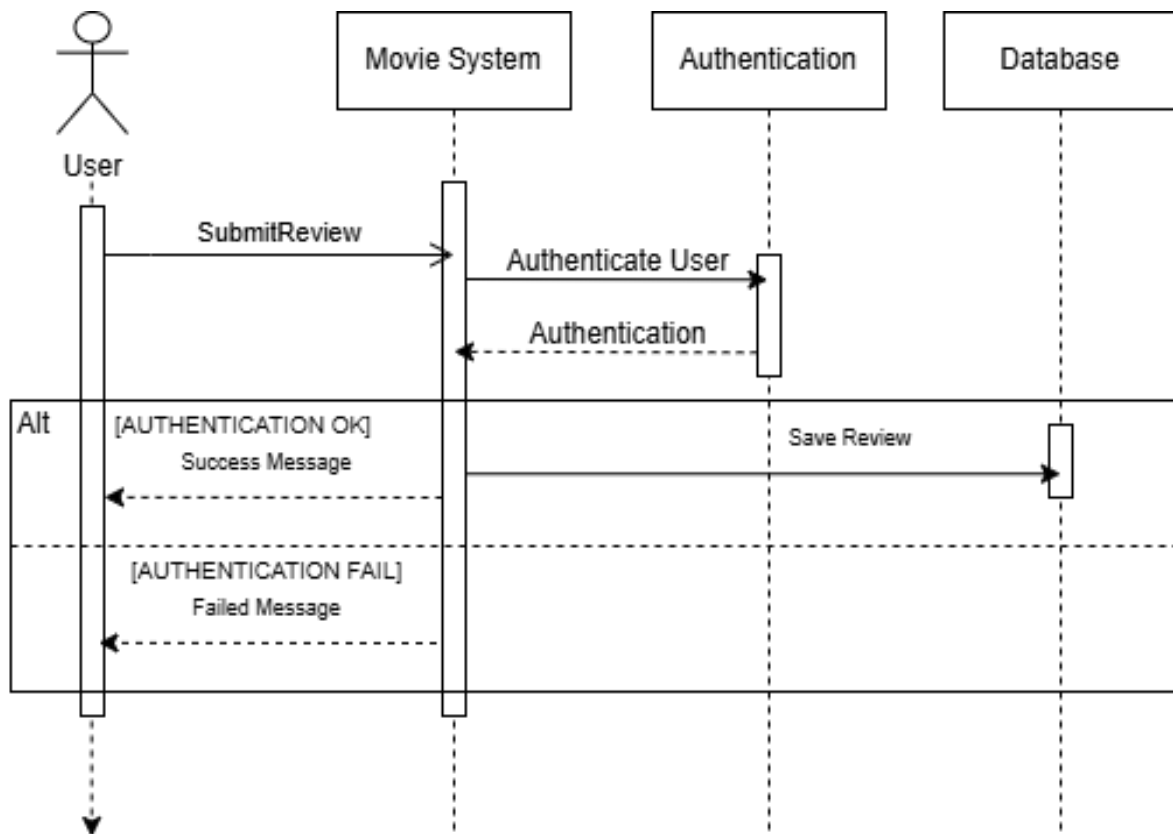 Movie System
Authentication
Database
User
SubmitReview
Authenticate User
Authentication
Alt
[AUTHENTICATION OK]
Save Review
Success Message
[AUTHENTICATION FAIL]
Failed Message